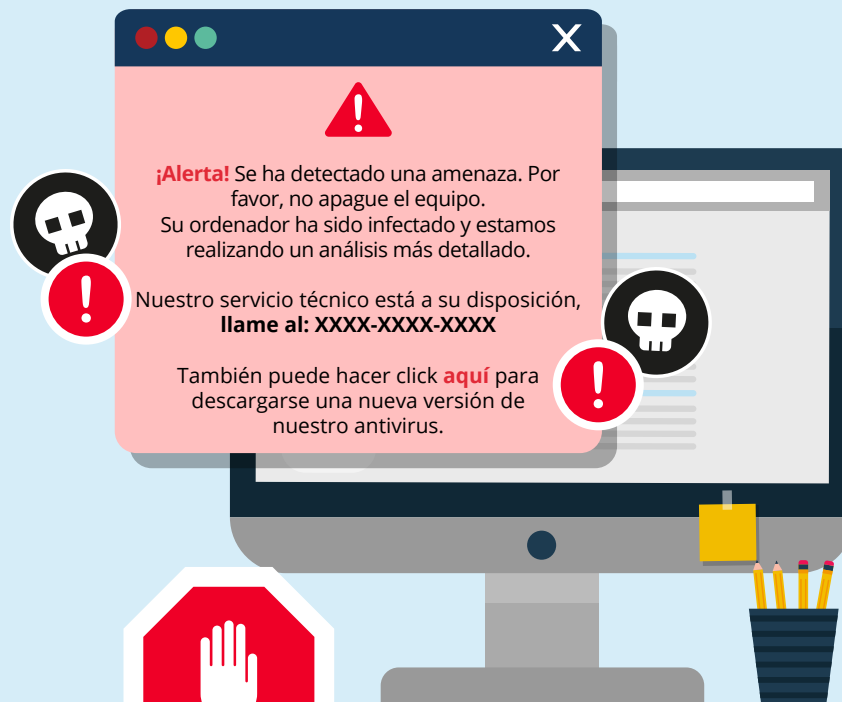 X
¡Alerta! Se ha detectado una amenaza. Por
favor, no apague el equipo.
Su ordenador ha sido infectado y estamos
realizando un análisis más detallado.
Nuestro servicio técnico está a su disposición,
llame al: XXXX-XXXX-XXXX
También puede hacer click aquí para
descargarse una nueva versión de
nuestro antivirus.